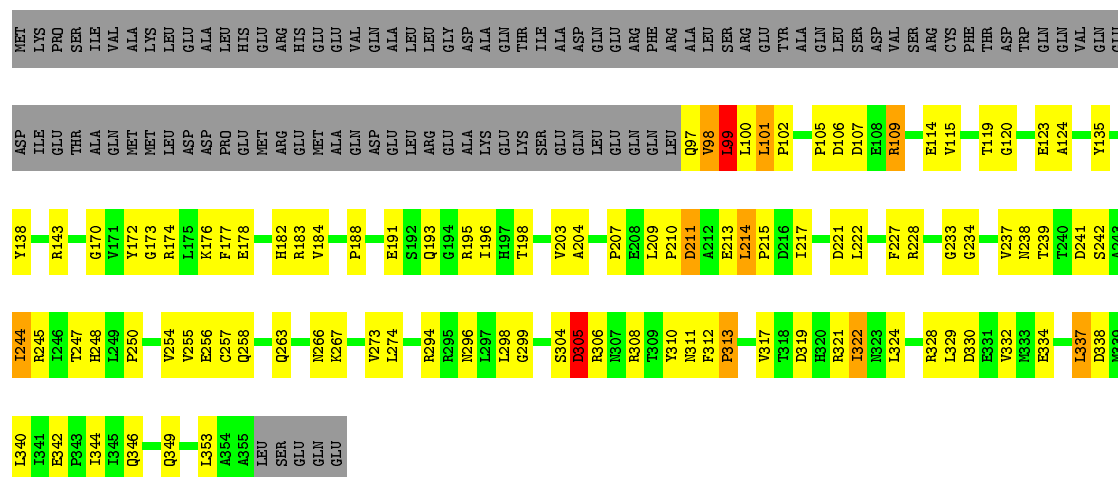 MET LYS PRO SER ILE VAL ALA LYS LEU GLU ALA LEU HIS GLU ARG HIS GLU GLU VAL GLN ALA LEU LEU GLY ASP ALA GLN THR ILE ALA ASP GLN GLU ARG PHE ARG ALA LEU SER ARG GLU TYR ALA GLN LEU SER ASP VAL SER ARG CYS PHE THR ASP TRP GLN GLN VAL GLN GLU
ASP ILE GLU THR ALA GLN MET MET LEU ASP ASP PRO GLU MET ARG GLU MET ALA GLN ASP GLU LEU ARG GLU ALA LYS GLU LYS SER GLU GLN LEU GLU GLN GLN LEU Q97 V98 I99 L100 L101 P102 P105 D106 D107 E108 R109 E114 V115 T119 G120 E123 A124 Y135
Y138 R143 G170 V171 Y172 G173 R174 L175 K176 F177 E178 H182 R183 V184 P188 E191 S192 Q193 G194 R195 I196 H197 T198 V203 A204 P207 E208 L209 P210 D211 A212 E213 L214 P215 D216 I217 D221 L222 F227 R228 G233 G234 V237 N238 T239 T240 D241 S242 A243
I244 R245 I246 T247 H248 L249 P250 V254 V255 E256 C257 Q258 Q263 N266 K267 V273 L274 R294 R295 N296 L297 L298 G299 S304 D305 R306 N307 R308 T309 Y310 N311 F312 P313 V317 T318 D319 H320 R321 I322 N323 L324 R328 L329 D330 E331 V332 M333 E334 L337 D338 M339
L340 I341 E342 P343 I344 I345 Q346 Q349 L353 A354 A355 LEU SER GLU GLN GLU